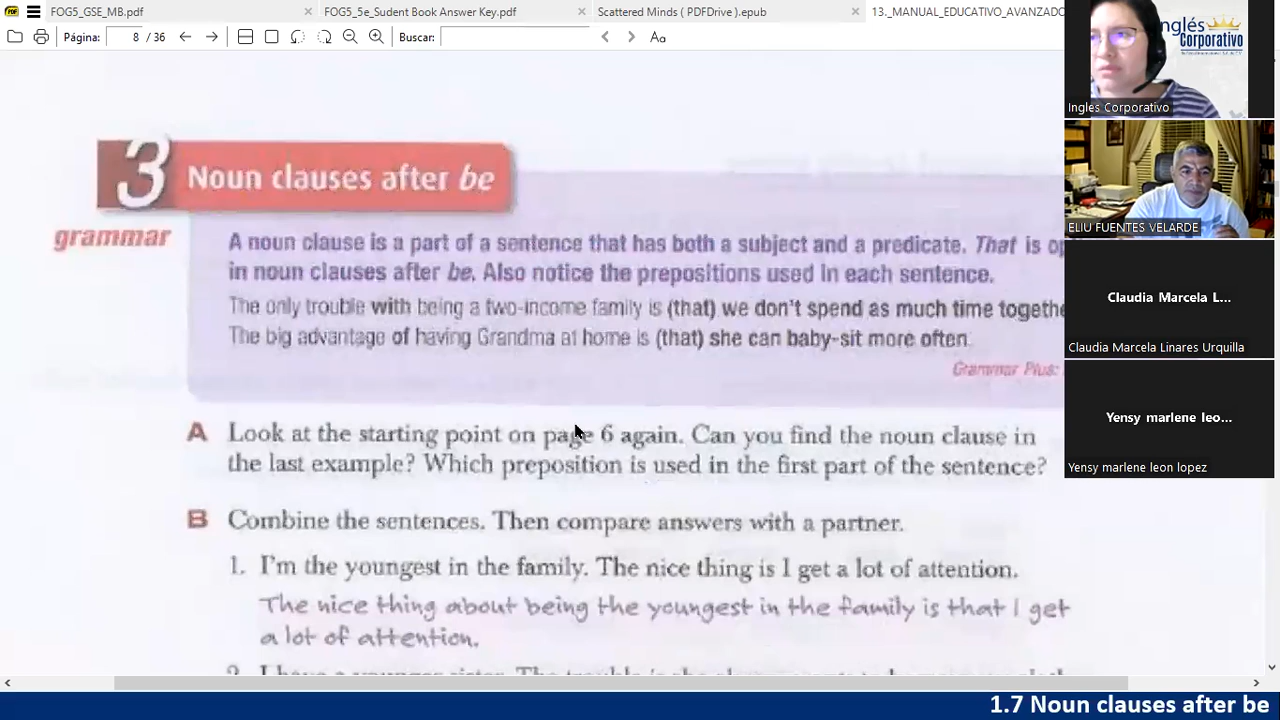 FOG5_GSE_MB.pdf
FOG5_5e_Sudent Book Answer Key.pdf
Scattered Minds ( PDFDrive ).epub
13._MANUAL_EDUCATIVO_AVANZADO
Página:
8 / 36
Buscar:
Aa
3
Noun clauses after be
grammar
A noun clause is a part of a sentence that has both a subject and a predicate. That is
in noun clauses after be. Also notice the prepositions used in each sentence.
The only trouble with being a two-income family is (that) we don't spend as much time
The big advantage of having Grandma at home is (that) she can baby-sit more often.
Grammar Plus:
A Look at the starting point on page 6 again. Can you find the noun clause in
the last example? Which preposition is used in the first part of the sentence?
B Combine the sentences. Then compare answers with a partner.
1. I'm the youngest in the family. The nice thing is I get a lot of attention.
The nice thing about being the youngest in the family is that I get
a lot of attention.
Inglés
Corporativo
Inglés Corporativo
ELIU FUENTES VELARDE
Claudia Marcela L...
Claudia Marcela Linares Urquilla
Yensy marlene leo...
Yensy marlene leon lopez
1.7 Noun clauses after be